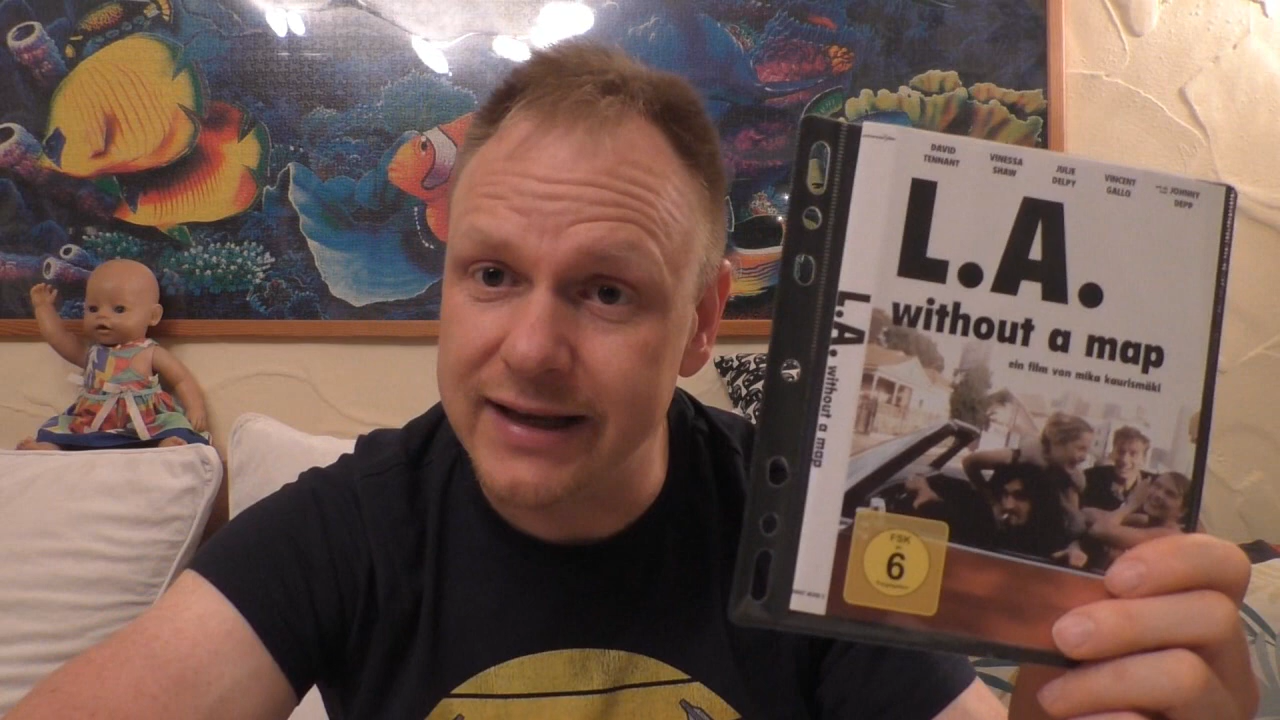 DAVID TENNANT
VINESSA SHAW
JULIE DELPY
VINCENT GALLO
JOHNNY DEPP
L.A.
without a map
ein film von mika kaurismäki
L.A. without a map
FSK
6